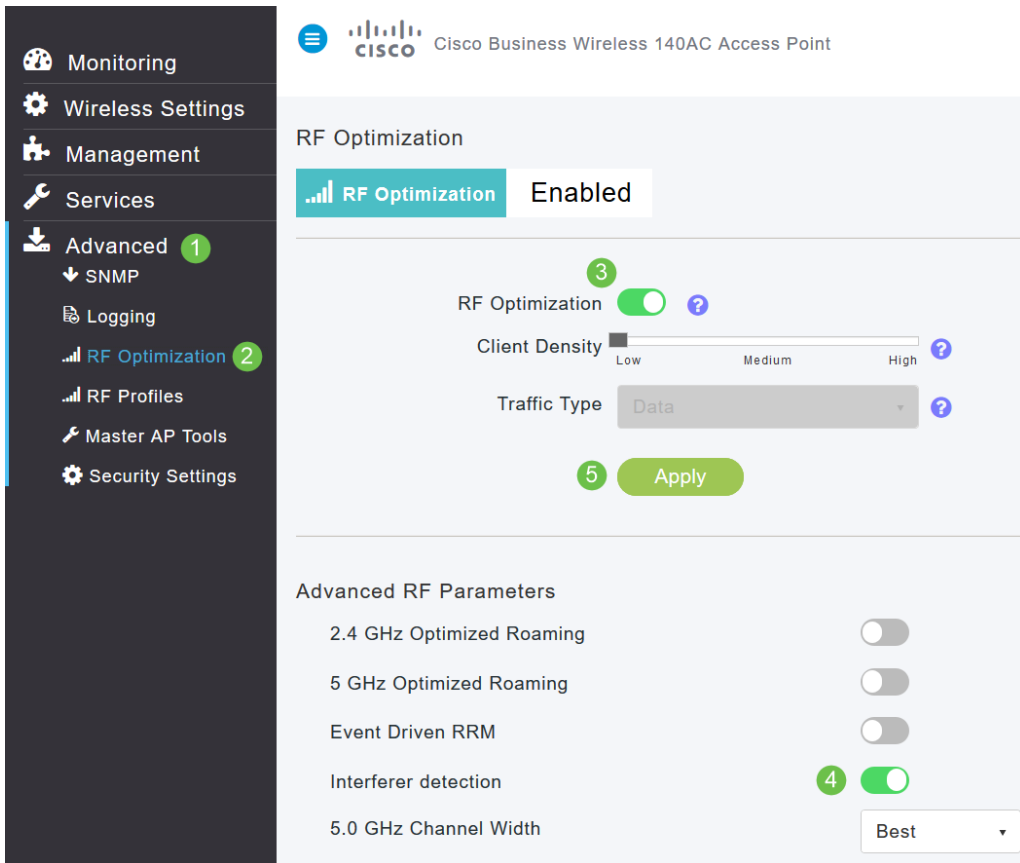 Monitoring
Wireless Settings
Management
Services
Advanced 1
SNMP
Logging
RF Optimization 2
RF Profiles
Master AP Tools
Security Settings
CISCO Cisco Business Wireless 140AC Access Point
RF Optimization
RF Optimization Enabled
3
RF Optimization ?
Client Density ?
Low Medium High
Traffic Type Data ?
5 Apply
Advanced RF Parameters
2.4 GHz Optimized Roaming
5 GHz Optimized Roaming
Event Driven RRM
Interferer detection 4
5.0 GHz Channel Width Best